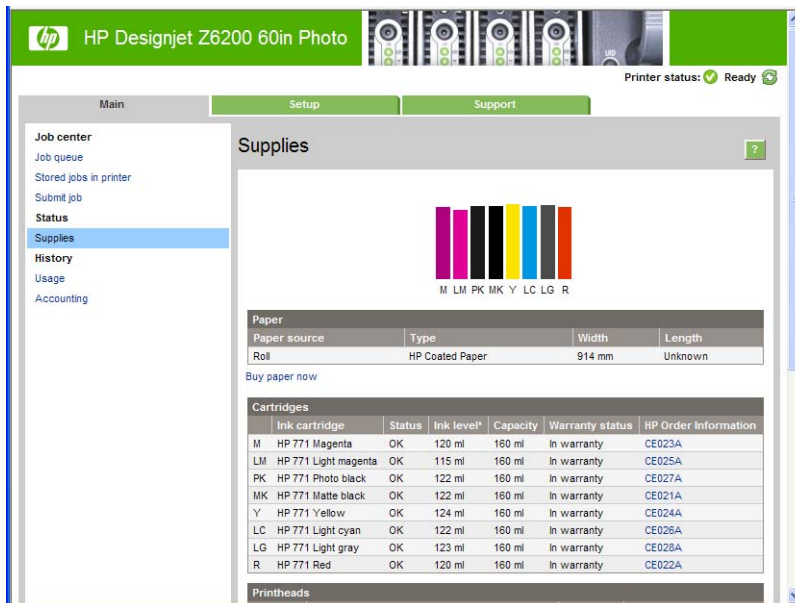 hp HP Designjet Z6200 60in Photo
UID
Printer status: Ready
Main Setup Support
Job center
Job queue
Stored jobs in printer
Submit job
Status
Supplies
History
Usage
Accounting
Supplies
?
M LM PK MK Y LC LG R
Paper
Paper source Type Width Length
Roll HP Coated Paper 914 mm Unknown
Buy paper now
Cartridges
Ink cartridge Status Ink level* Capacity Warranty status HP Order Information
M HP 771 Magenta OK 120 ml 160 ml In warranty CE023A
LM HP 771 Light magenta OK 115 ml 160 ml In warranty CE025A
PK HP 771 Photo black OK 122 ml 160 ml In warranty CE027A
MK HP 771 Matte black OK 122 ml 160 ml In warranty CE021A
Y HP 771 Yellow OK 124 ml 160 ml In warranty CE024A
LC HP 771 Light cyan OK 122 ml 160 ml In warranty CE026A
LG HP 771 Light gray OK 123 ml 160 ml In warranty CE028A
R HP 771 Red OK 120 ml 160 ml In warranty CE022A
Printheads